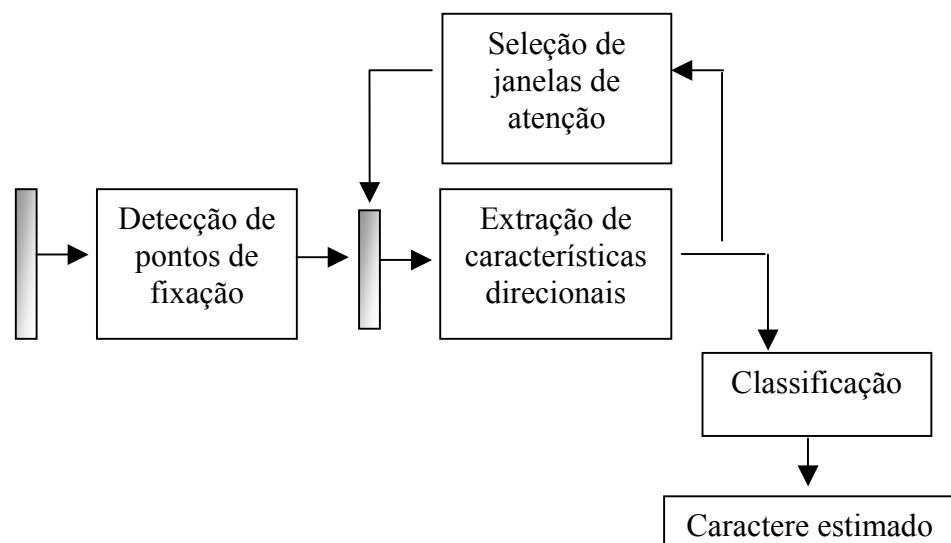 Seleção de
janelas de
atenção
Detecção de
pontos de
fixação
Extração de
características
direcionais
Classificação
Caractere estimado